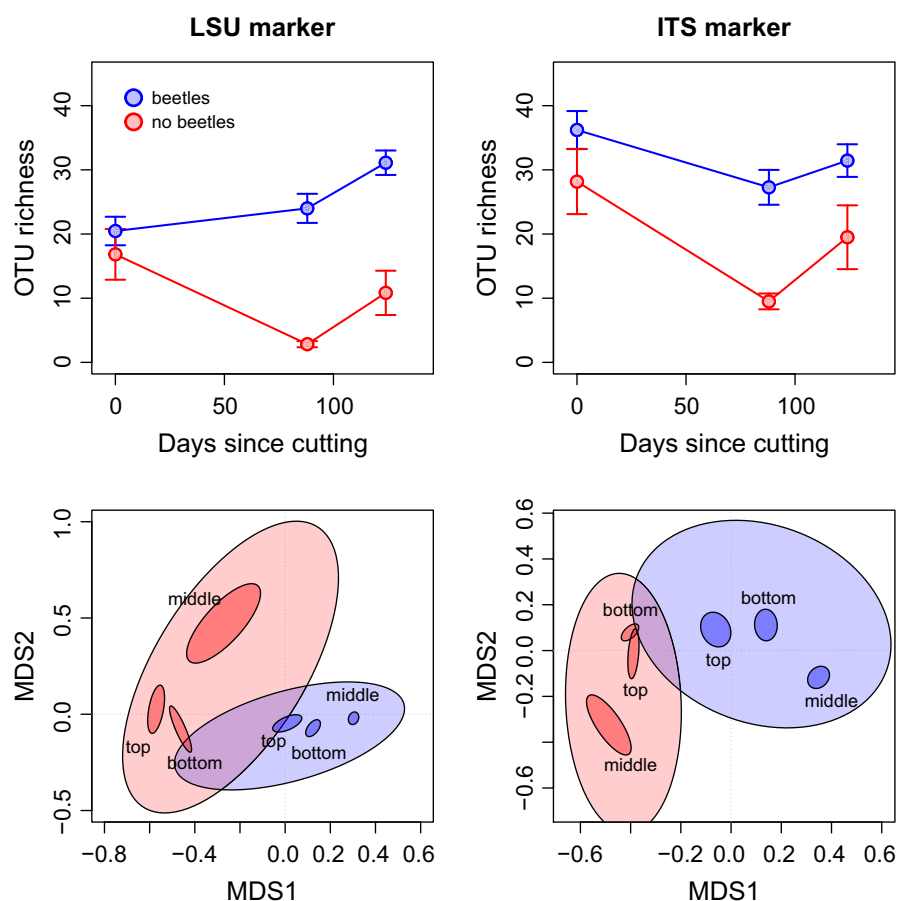 LSU marker
ITS marker
beetles
no beetles
OTU richness
0
10
20
30
40
0
50
100
Days since cutting
OTU richness
0
10
20
30
40
0
50
100
Days since cutting
MDS2
−0.5
0.0
0.5
1.0
middle
top
bottom
top
bottom
middle
−0.8
−0.4
0.0
0.2
0.4
0.6
MDS1
MDS2
−0.6
−0.2
0.0
0.2
0.4
0.6
bottom
top
middle
bottom
top
middle
−0.6
−0.2
0.0
0.2
0.4
0.6
MDS1